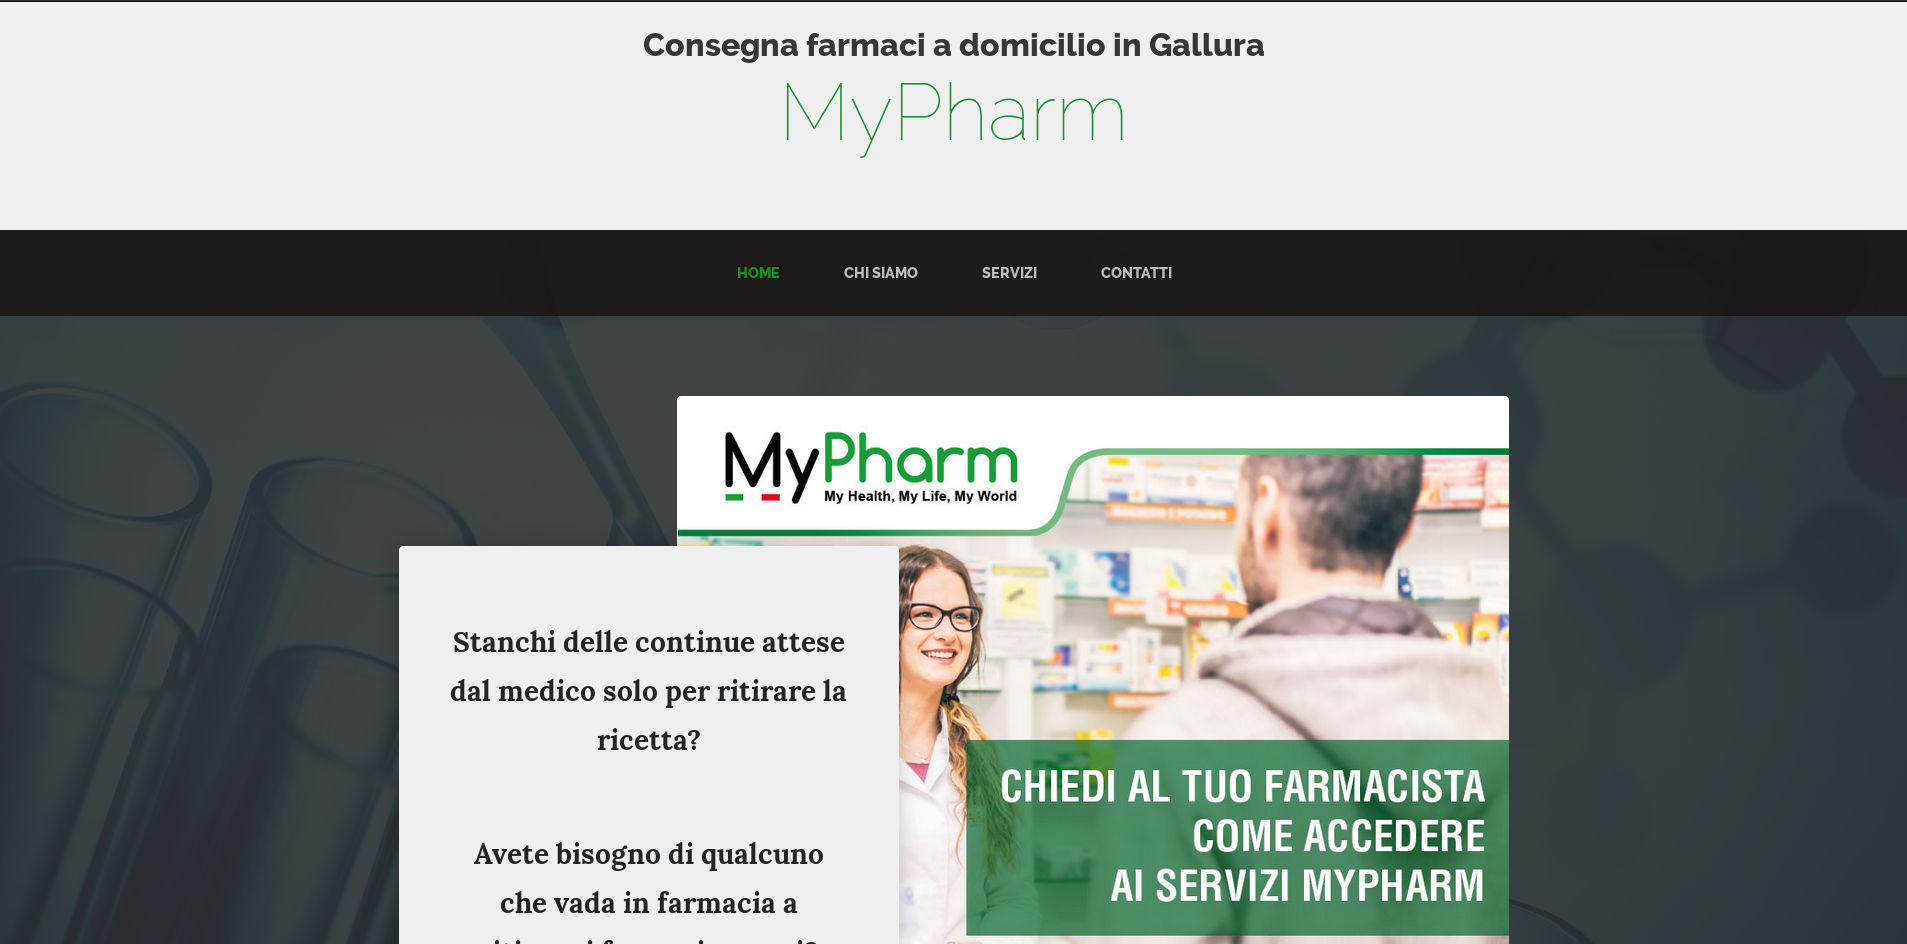 Consegna farmaci a domicilio in Gallura
MyPharm
HOME CHI SIAMO SERVIZI CONTATTI
MyPharm
My Health, My Life, My World
Stanchi delle continue attese
dal medico solo per ritirare la
ricetta?
Avete bisogno di qualcuno
che vada in farmacia a
CHIEDI AL TUO FARMACISTA
COME ACCEDERE
AI SERVIZI MYPHARM